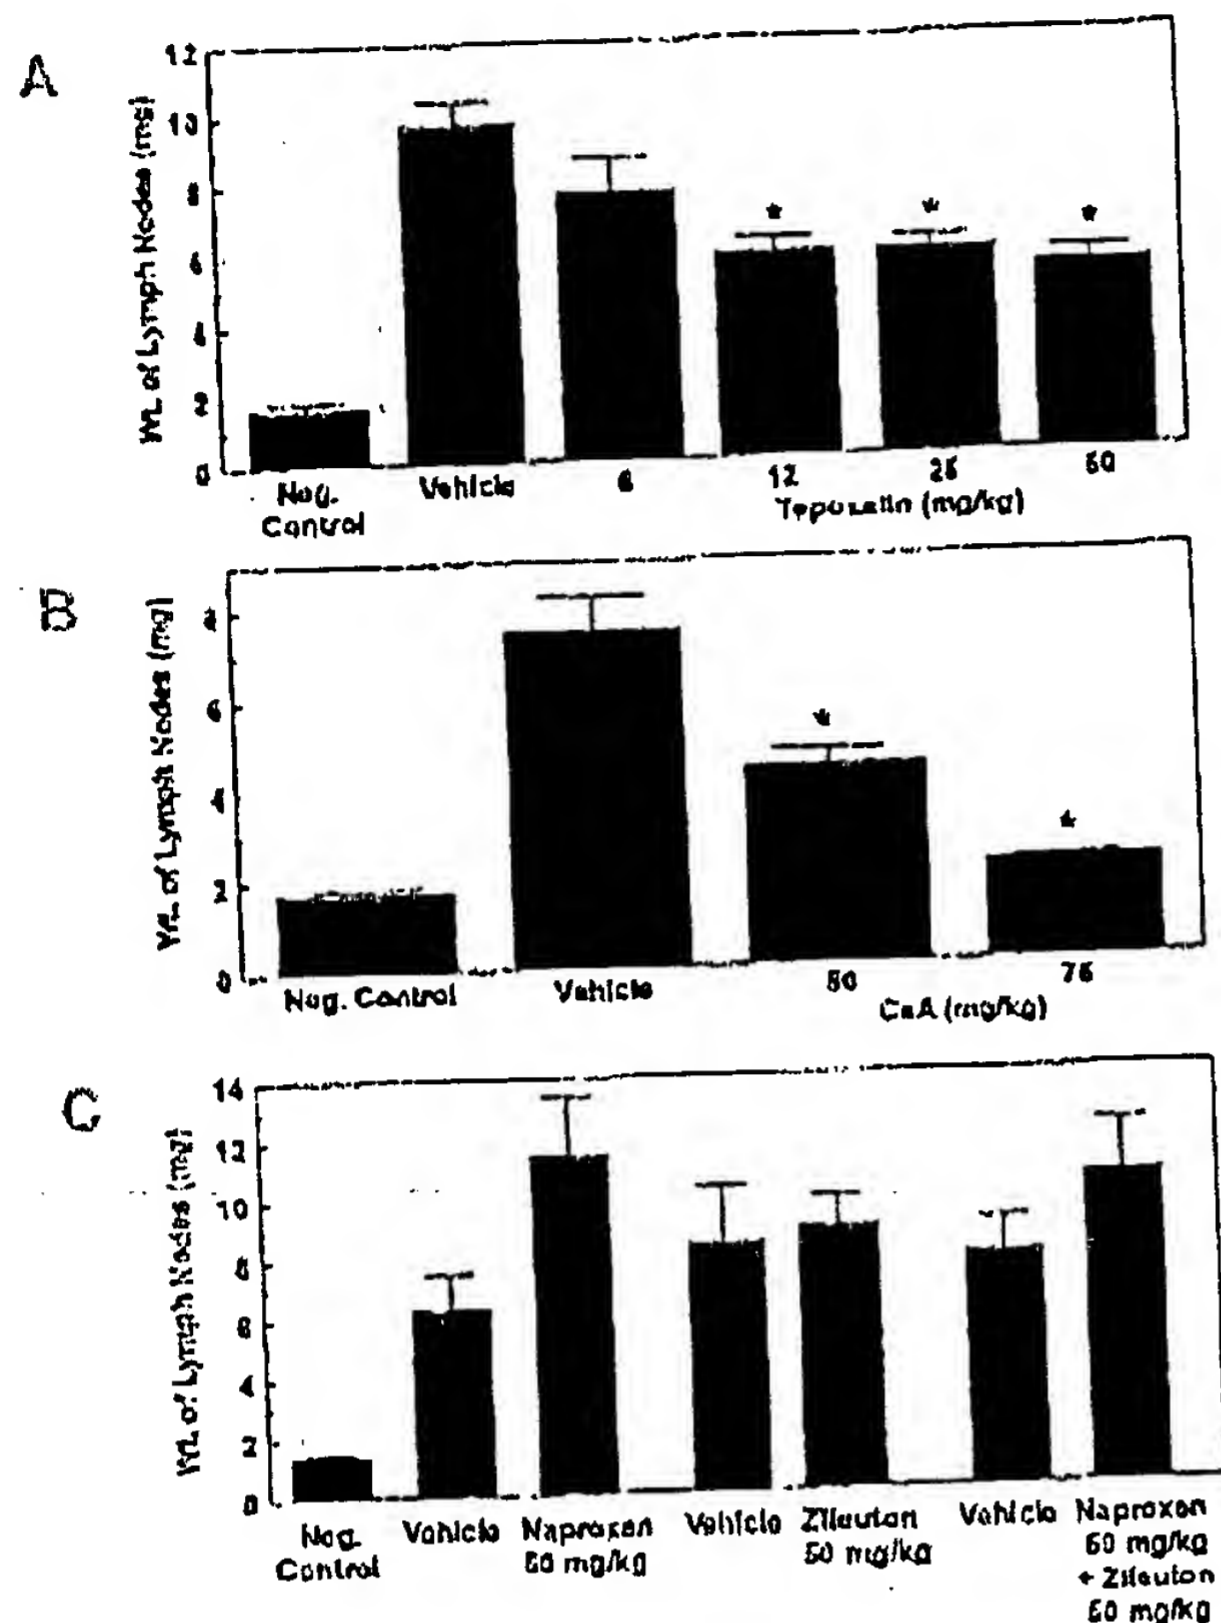 A
Wt. of Lymph Nodes (mg)
12
10
8
6
4
2
0
Neg.
Control
Vehicle
6
12
25
50
Tepoxalin (mg/kg)
*
*
*
B
Wt. of Lymph Nodes (mg)
8
6
4
2
0
Neg. Control
Vehicle
50
75
CsA (mg/kg)
*
*
C
Wt. of Lymph Nodes (mg)
14
12
10
8
6
4
2
0
Neg.
Control
Vehicle
Naproxen
50 mg/kg
Vehicle
Zileuton
50 mg/kg
Vehicle
Naproxen
50 mg/kg
+ Zileuton
50 mg/kg